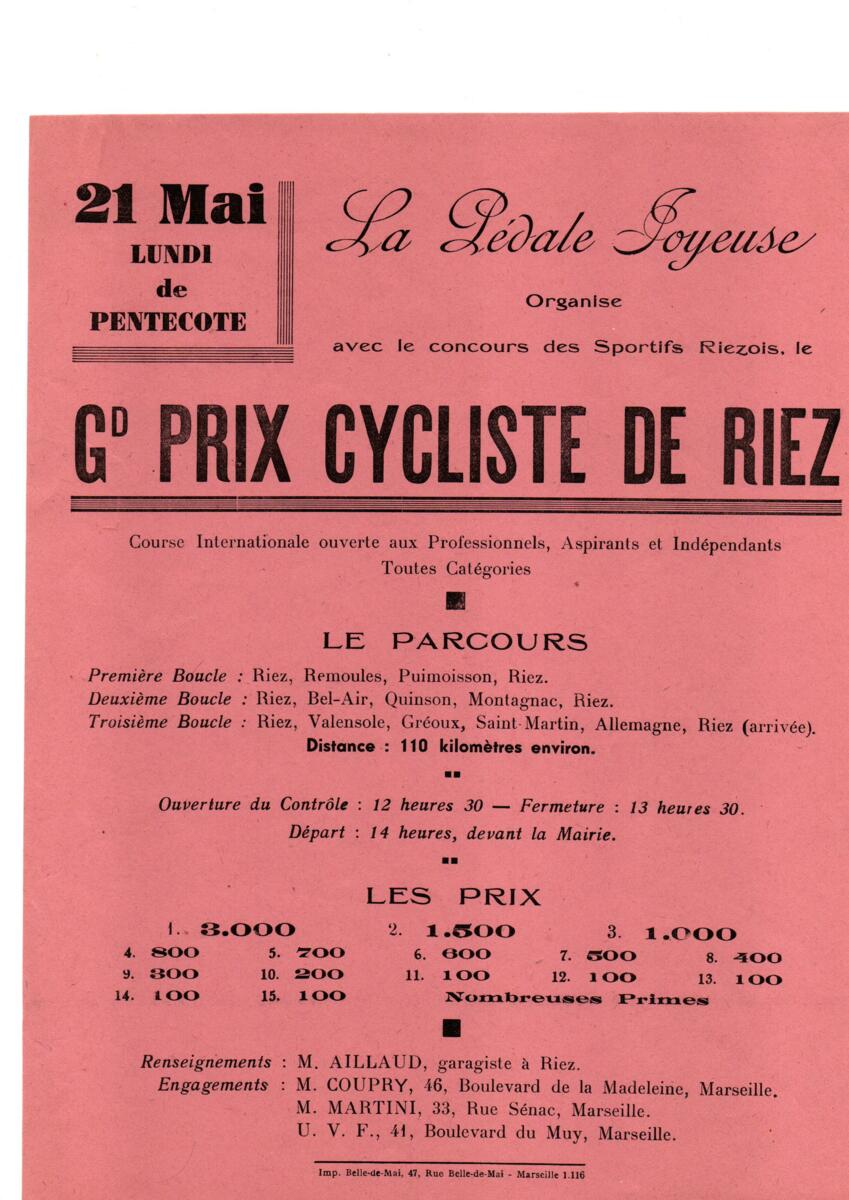 21 Mai
LUNDI
de
PENTECOTE
La Pédale Joyeuse
Organise
avec le concours des Sportifs Riezois, le
GD PRIX CYCLISTE DE RIEZ
Course Internationale ouverte aux Professionnels, Aspirants et Indépendants
Toutes Catégories
LE PARCOURS
Première Boucle : Riez, Remoules, Puimoisson, Riez.
Deuxième Boucle : Riez, Bel-Air, Quinson, Montagnac, Riez.
Troisième Boucle : Riez, Valensole, Gréoux, Saint-Martin, Allemagne, Riez (arrivée).
Distance : 110 kilomètres environ.
Ouverture du Contrôle : 12 heures 30 — Fermeture : 13 heures 30.
Départ : 14 heures, devant la Mairie.
LES PRIX
1. 3.000 2. 1.500 3. 1.000
4. 800 5. 700 6. 600 7. 500 8. 400
9. 300 10. 200 11. 100 12. 100 13. 100
14. 100 15. 100 Nombreuses Primes
Renseignements : M. AILLAUD, garagiste à Riez.
Engagements : M. COUPRY, 46, Boulevard de la Madeleine, Marseille.
M. MARTINI, 33, Rue Sénac, Marseille.
U. V. F., 41, Boulevard du Muy, Marseille.
Imp. Belle-de-Mai, 47, Rue Belle-de-Mai - Marseille 1.116